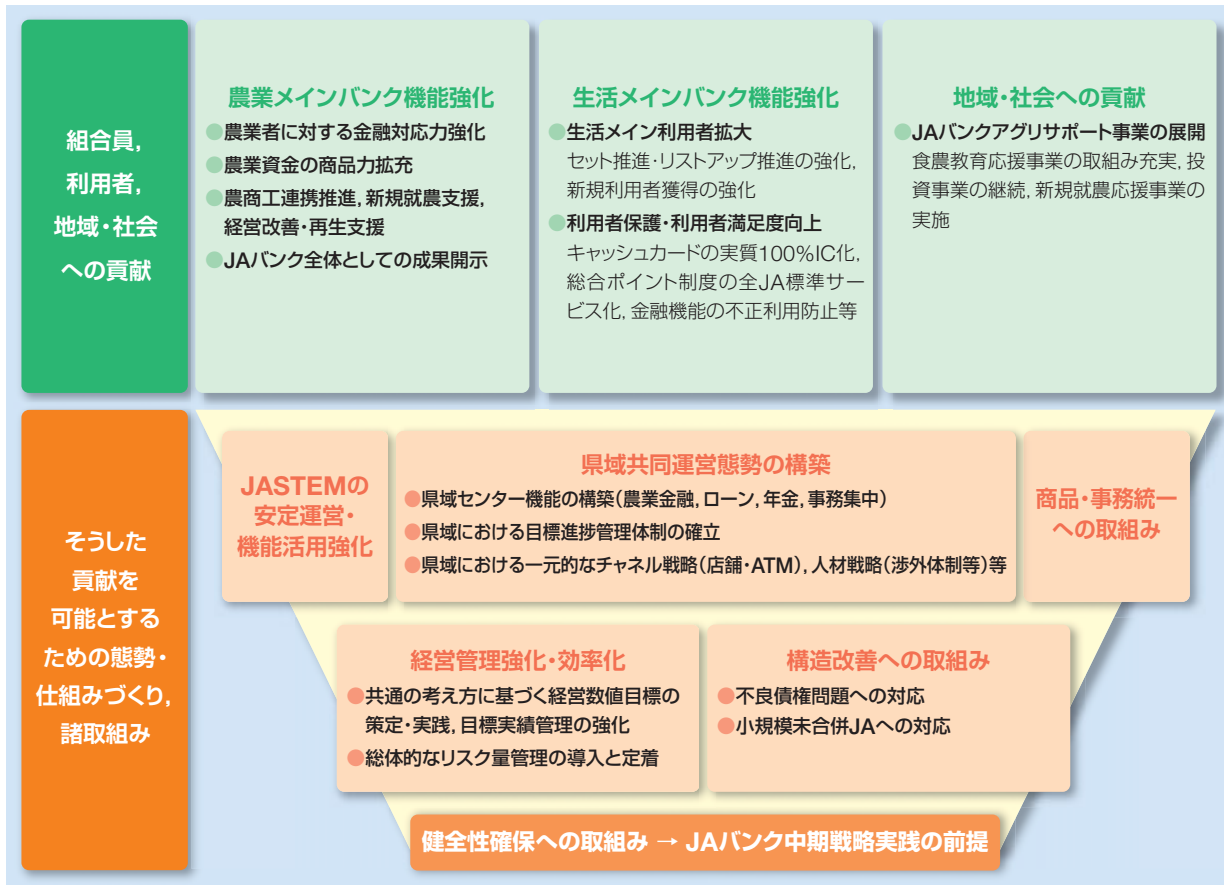 組合員,
利用者,
地域・社会
への貢献
農業メインバンク機能強化
●農業者に対する金融対応力強化
●農業資金の商品力拡充
●農商工連携推進, 新規就農支援,
経営改善・再生支援
●JAバンク全体としての成果開示
生活メインバンク機能強化
●生活メイン利用者拡大
セット推進・リストアップ推進の強化,
新規利用者獲得の強化
●利用者保護・利用者満足度向上
キャッシュカードの実質100%IC化,
総合ポイント制度の全JA標準サー
ビス化, 金融機能の不正利用防止等
地域・社会への貢献
●JAバンクアグリサポート事業の展開
食農教育応援事業の取組み充実, 投
資事業の継続, 新規就農応援事業の
実施
そうした
貢献を
可能とする
ための態勢・
仕組みづくり,
諸取組み
JASTEMの
安定運営・
機能活用強化
県域共同運営態勢の構築
●県域センター機能の構築(農業金融, ローン, 年金, 事務集中)
●県域における目標進捗管理体制の確立
●県域における一元的なチャネル戦略(店舗・ATM), 人材戦略(渉外体制等)等
商品・事務統一
への取組み
経営管理強化・効率化
●共通の考え方に基づく経営数値目標の
策定・実践, 目標実績管理の強化
●総体的なリスク量管理の導入と定着
構造改善への取組み
●不良債権問題への対応
●小規模未合併JAへの対応
健全性確保への取組み → JAバンク中期戦略実践の前提